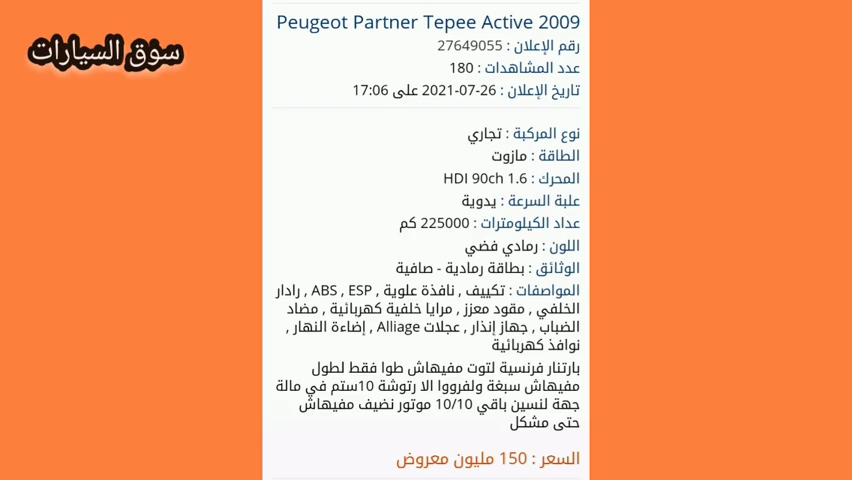 سوق السيارات
Peugeot Partner Tepee Active 2009
رقم الإعلان : 27649055
عدد المشاهدات : 180
تاريخ الإعلان : 26-07-2021 على 17:06
نوع المركبة : تجاري
الطاقة : مازوت
المحرك : 1.6 HDI 90ch
علبة السرعة : يدوية
عداد الكيلومترات : 225000 كم
اللون : رمادي فضي
الوثائق : بطاقة رمادية - صافية
المواصفات : تكييف , نافذة علوية , ABS , ESP , رادار
الخلفي , مقود معزز , مرايا خلفية كهربائية , مضاد
الضباب , جهاز إنذار , عجلات Alliage , إضاءة النهار ,
نوافذ كهربائية
بارتنار فرنسية لتوت مفيهاش طوا فقط لطول
مفيهاش سبغة ولفرووا الا رتوشة 10ستم في مالة
جهة لنسين باقي 10/10 موتور نضيف مفيهاش
حتى مشكل
السعر : 150 مليون معروض